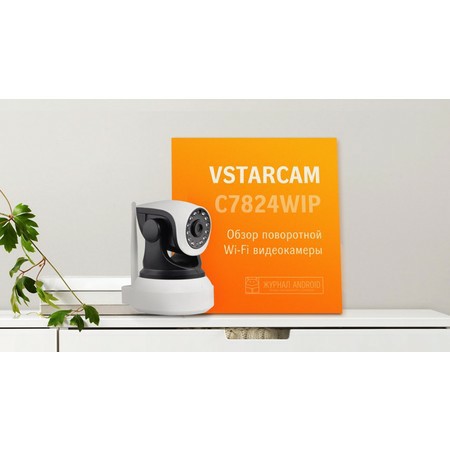 VSTARCAM
C7824WIP
Обзор поворотной
Wi-Fi видеокамеры
ЖУРНАЛ ANDROID